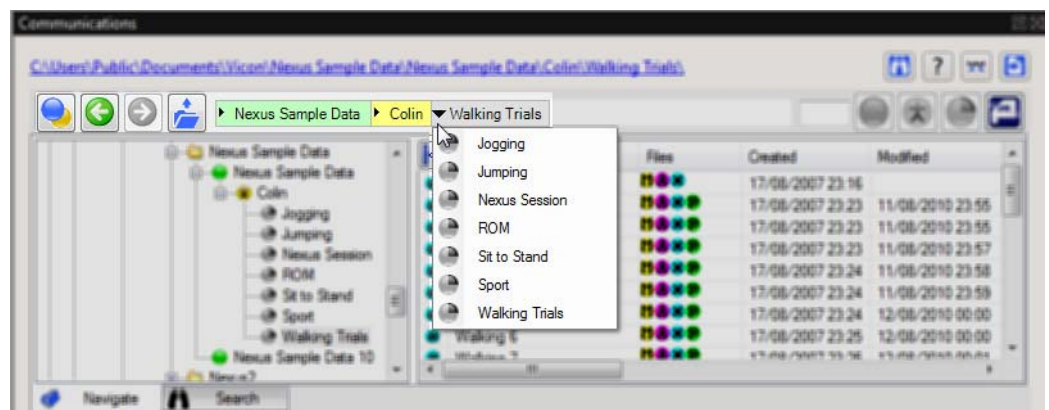 Communications
C:\Users\Public\Documents\Vicon\Nexus Sample Data\Nexus Sample Data\Colin\Walking Trials\
?
Nexus Sample Data Colin Walking Trials
Nexus Sample Data
Nexus Sample Data
Colin
Jogging
Jumping
Nexus Session
ROM
Sit to Stand
Sport
Walking Trials
Nexus Sample Data 10
Nexus2
Jogging
Jumping
Nexus Session
ROM
Sit to Stand
Sport
Walking Trials
Walking 6
Walking 7
Files Created Modified
17/08/2007 23:16
17/08/2007 23:23 11/08/2010 23:55
17/08/2007 23:23 11/08/2010 23:55
17/08/2007 23:23 11/08/2010 23:57
17/08/2007 23:24 11/08/2010 23:58
17/08/2007 23:24 11/08/2010 23:59
17/08/2007 23:24 12/08/2010 00:00
17/08/2007 23:25 12/08/2010 00:00
Navigate Search